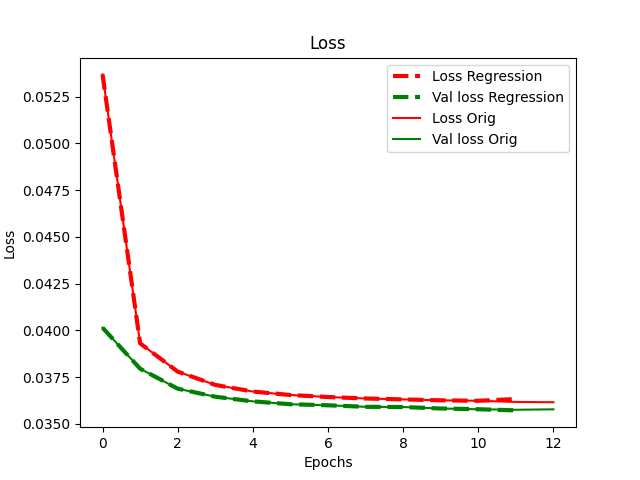 Loss
Loss Regression
Val loss Regression
Loss Orig
Val loss Orig
0.0525
0.0500
0.0475
0.0450
0.0425
0.0400
0.0375
0.0350
Loss
0 2 4 6 8 10 12
Epochs